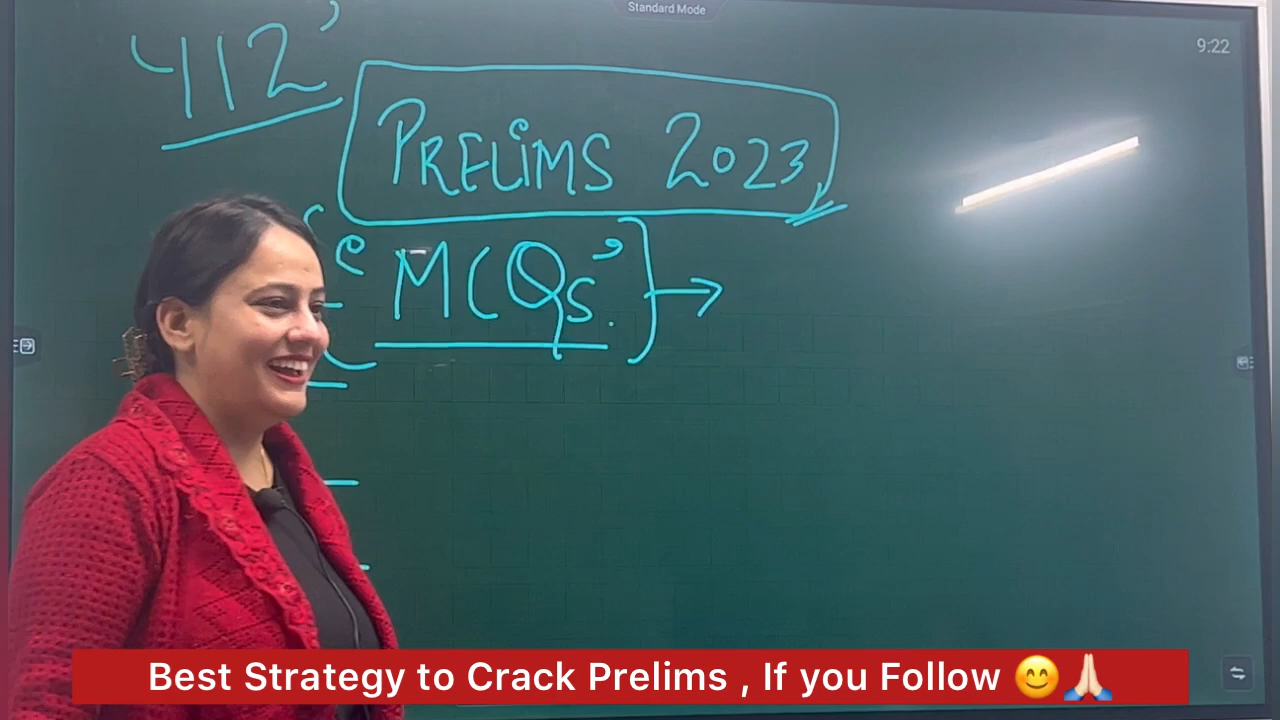 Standard Mode
9:22
412'
PRELIMS 2023
MCQs'.
Best Strategy to Crack Prelims , If you Follow 😊🙏🏻